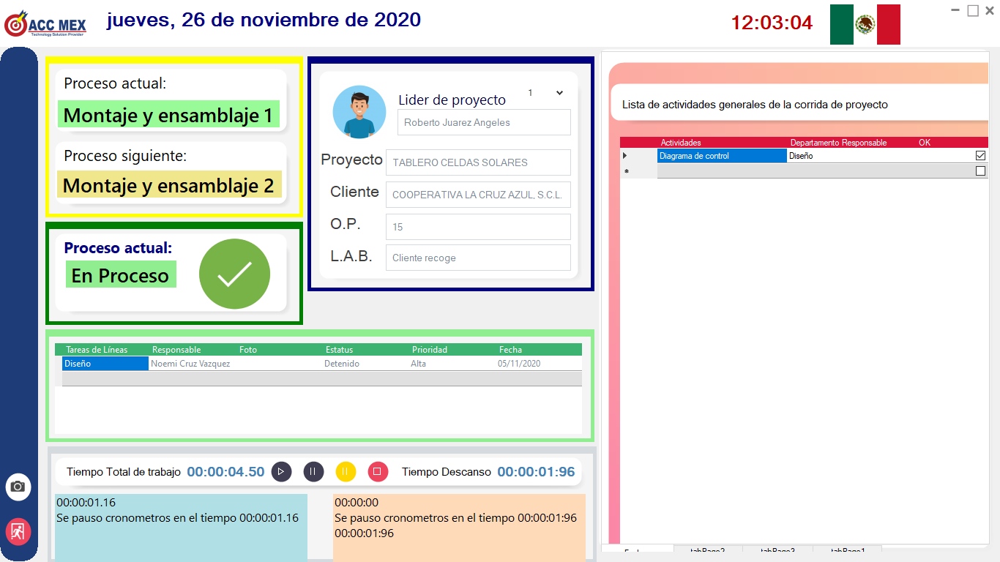 ACC MEX
Technology Solution Provider
jueves, 26 de noviembre de 2020
12:03:04
Proceso actual:
Montaje y ensamblaje 1
Proceso siguiente:
Montaje y ensamblaje 2
Proceso actual:
En Proceso
Lider de proyecto
1
Roberto Juarez Angeles
Proyecto
TABLERO CELDAS SOLARES
Cliente
COOPERATIVA LA CRUZ AZUL, S.C.L.
O.P.
15
L.A.B.
Cliente recoge
Lista de actividades generales de la corrida de proyecto
Actividades Departamento Responsable OK
Diagrama de control Diseño
Tareas de Líneas Responsable Foto Estatus Prioridad Fecha
Diseño Noemi Cruz Vazquez Detenido Alta 05/11/2020
Tiempo Total de trabajo 00:00:04.50
Tiempo Descanso 00:00:01:96
00:00:01.16
Se pauso cronometros en el tiempo 00:00:01.16
00:00:00
Se pauso cronometros en el tiempo 00:00:01:96
00:00:01:96
tabPage2 tabPage3 tabPage1